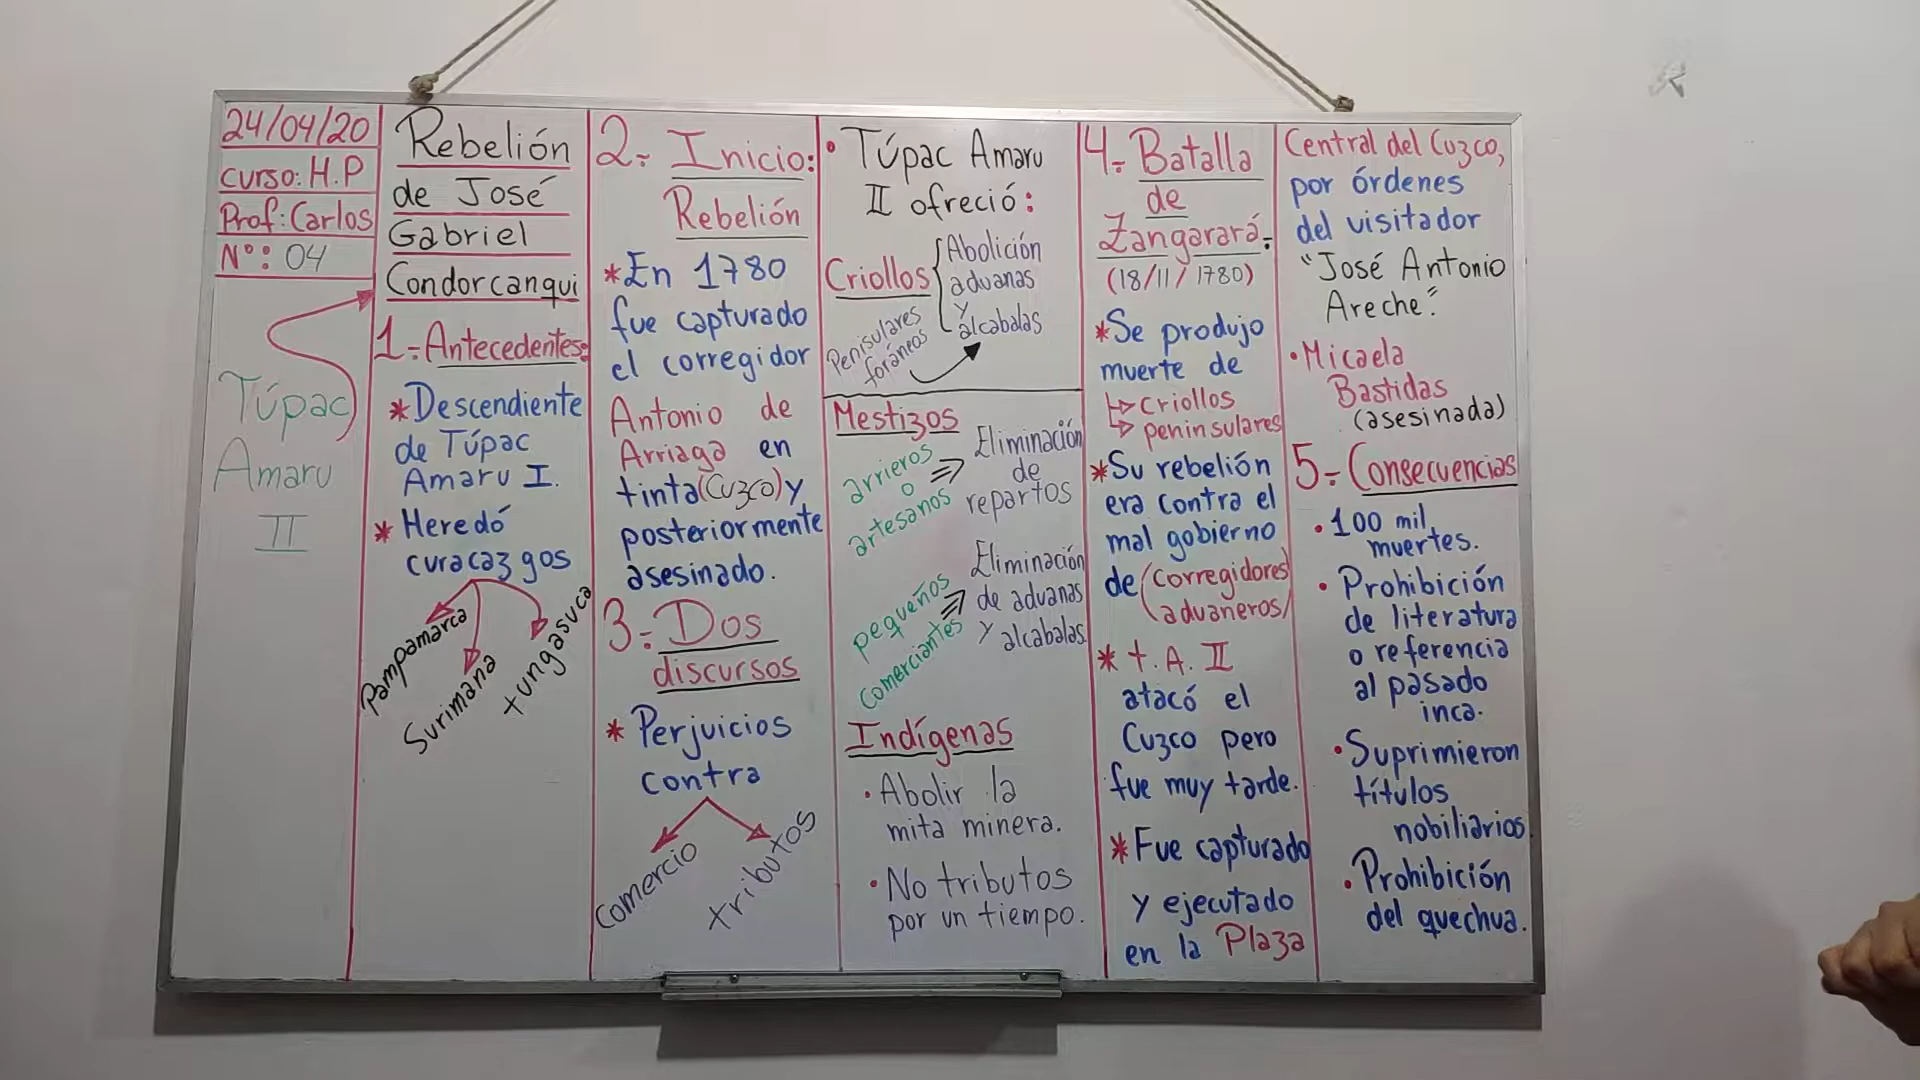 24/04/20
curso: H.P
Prof: Carlos
N°: 04
Túpac
Amaru
II
Rebelión
de José
Gabriel
Condorcanqui
1.- Antecedentes:
* Descendiente
de Túpac
Amaru I.
* Heredó
curacazgos
Pampamarca
Surimana
tungasuca
2.- Inicio:
Rebelión
* En 1780
fue capturado
el corregidor
Antonio de
Arriaga en
tinta (Cuzco) y
posteriormente
asesinado.
3.- Dos
discursos
* Perjuicios
contra
comercio
tributos
• Túpac Amaru
II ofreció:
Criollos
Abolición
aduanas
y
alcabalas
Penisulares
foráneos
Mestizos
arrieros
o
artesanos
Eliminación
de
repartos
pequeños
comerciantes
Eliminación
de aduanas
y alcabalas
Indígenas
• Abolir la
mita minera.
• No tributos
por un tiempo.
4.- Batalla
de
Zangarará.-
(18/11/1780)
* Se produjo
muerte de
criollos
peninsulares
* Su rebelión
era contra el
mal gobierno
de (corregidores
aduaneros)
* t. A. II
atacó el
Cuzco pero
fue muy tarde.
* Fue capturado
y ejecutado
en la Plaza
Central del Cuzco,
por órdenes
del visitador
"José Antonio
Areche".
• Micaela
Bastidas
(asesinada)
5.- Consecuencias
• 100 mil
muertes.
• Prohibición
de literatura
o referencia
al pasado
inca.
• Suprimieron
títulos
nobiliarios.
• Prohibición
del quechua.